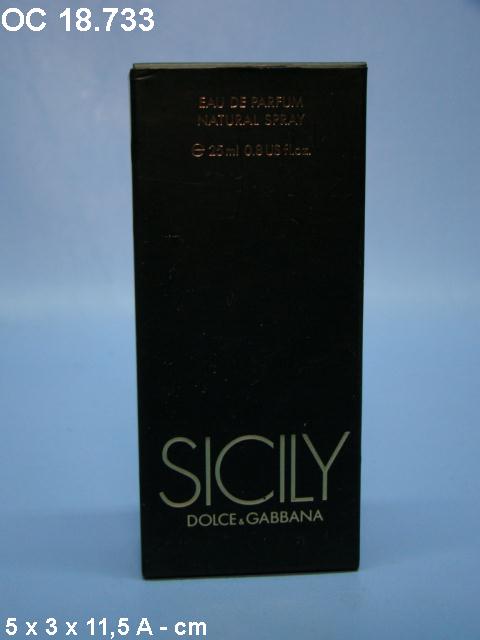 OC 18.733
EAU DE PARFUM
NATURAL SPRAY
℮ 25 ml 0.8 US fl.oz.
SICILY
DOLCE & GABBANA
5 x 3 x 11,5 A - cm